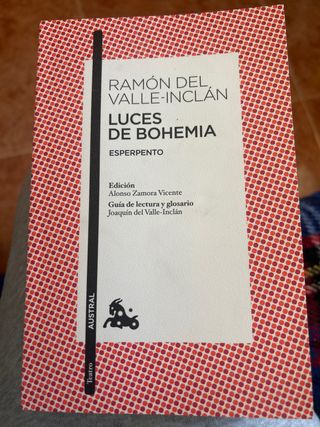 RAMÓN DEL
VALLE-INCLÁN
LUCES
DE BOHEMIA
ESPERPENTO
Edición
Alonso Zamora Vicente
Guía de lectura y glosario
Joaquín del Valle-Inclán
Teatro
AUSTRAL